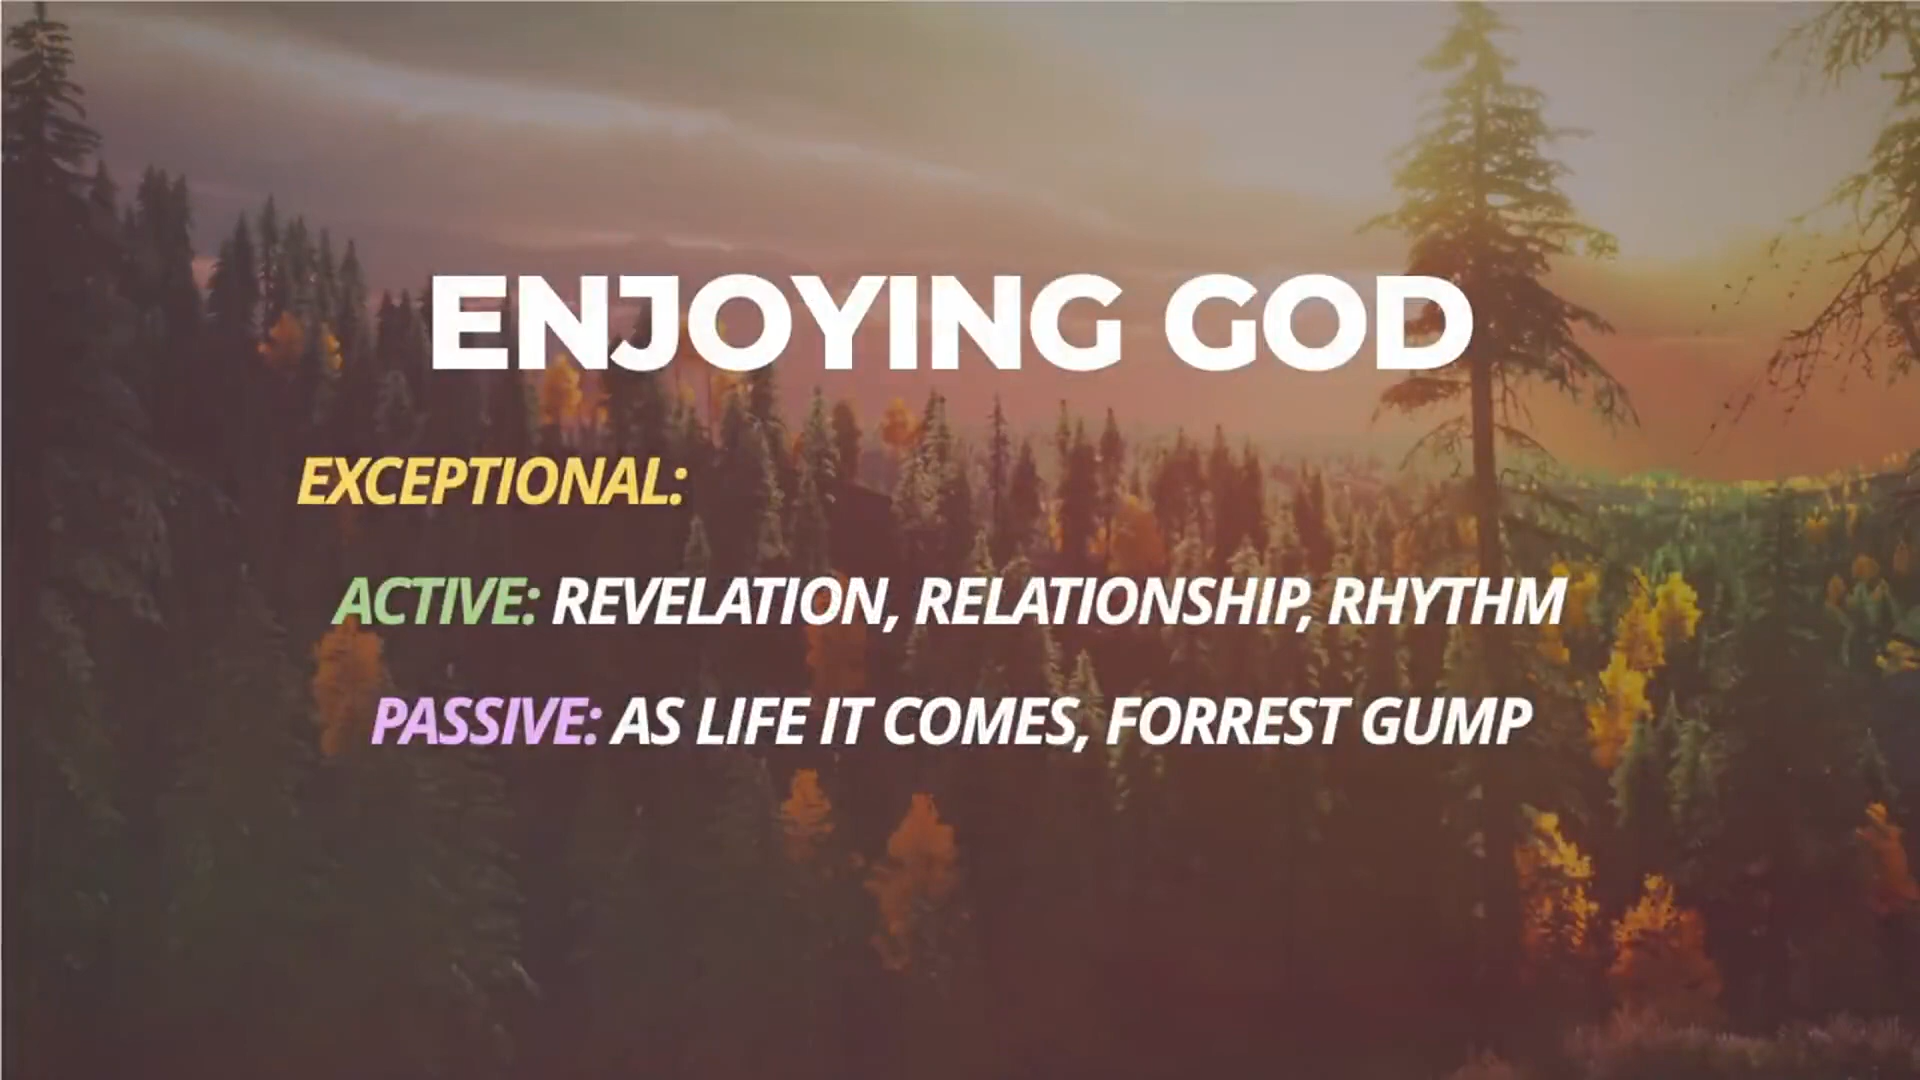 ENJOYING GOD
EXCEPTIONAL:
ACTIVE: REVELATION, RELATIONSHIP, RHYTHM
PASSIVE: AS LIFE IT COMES, FORREST GUMP